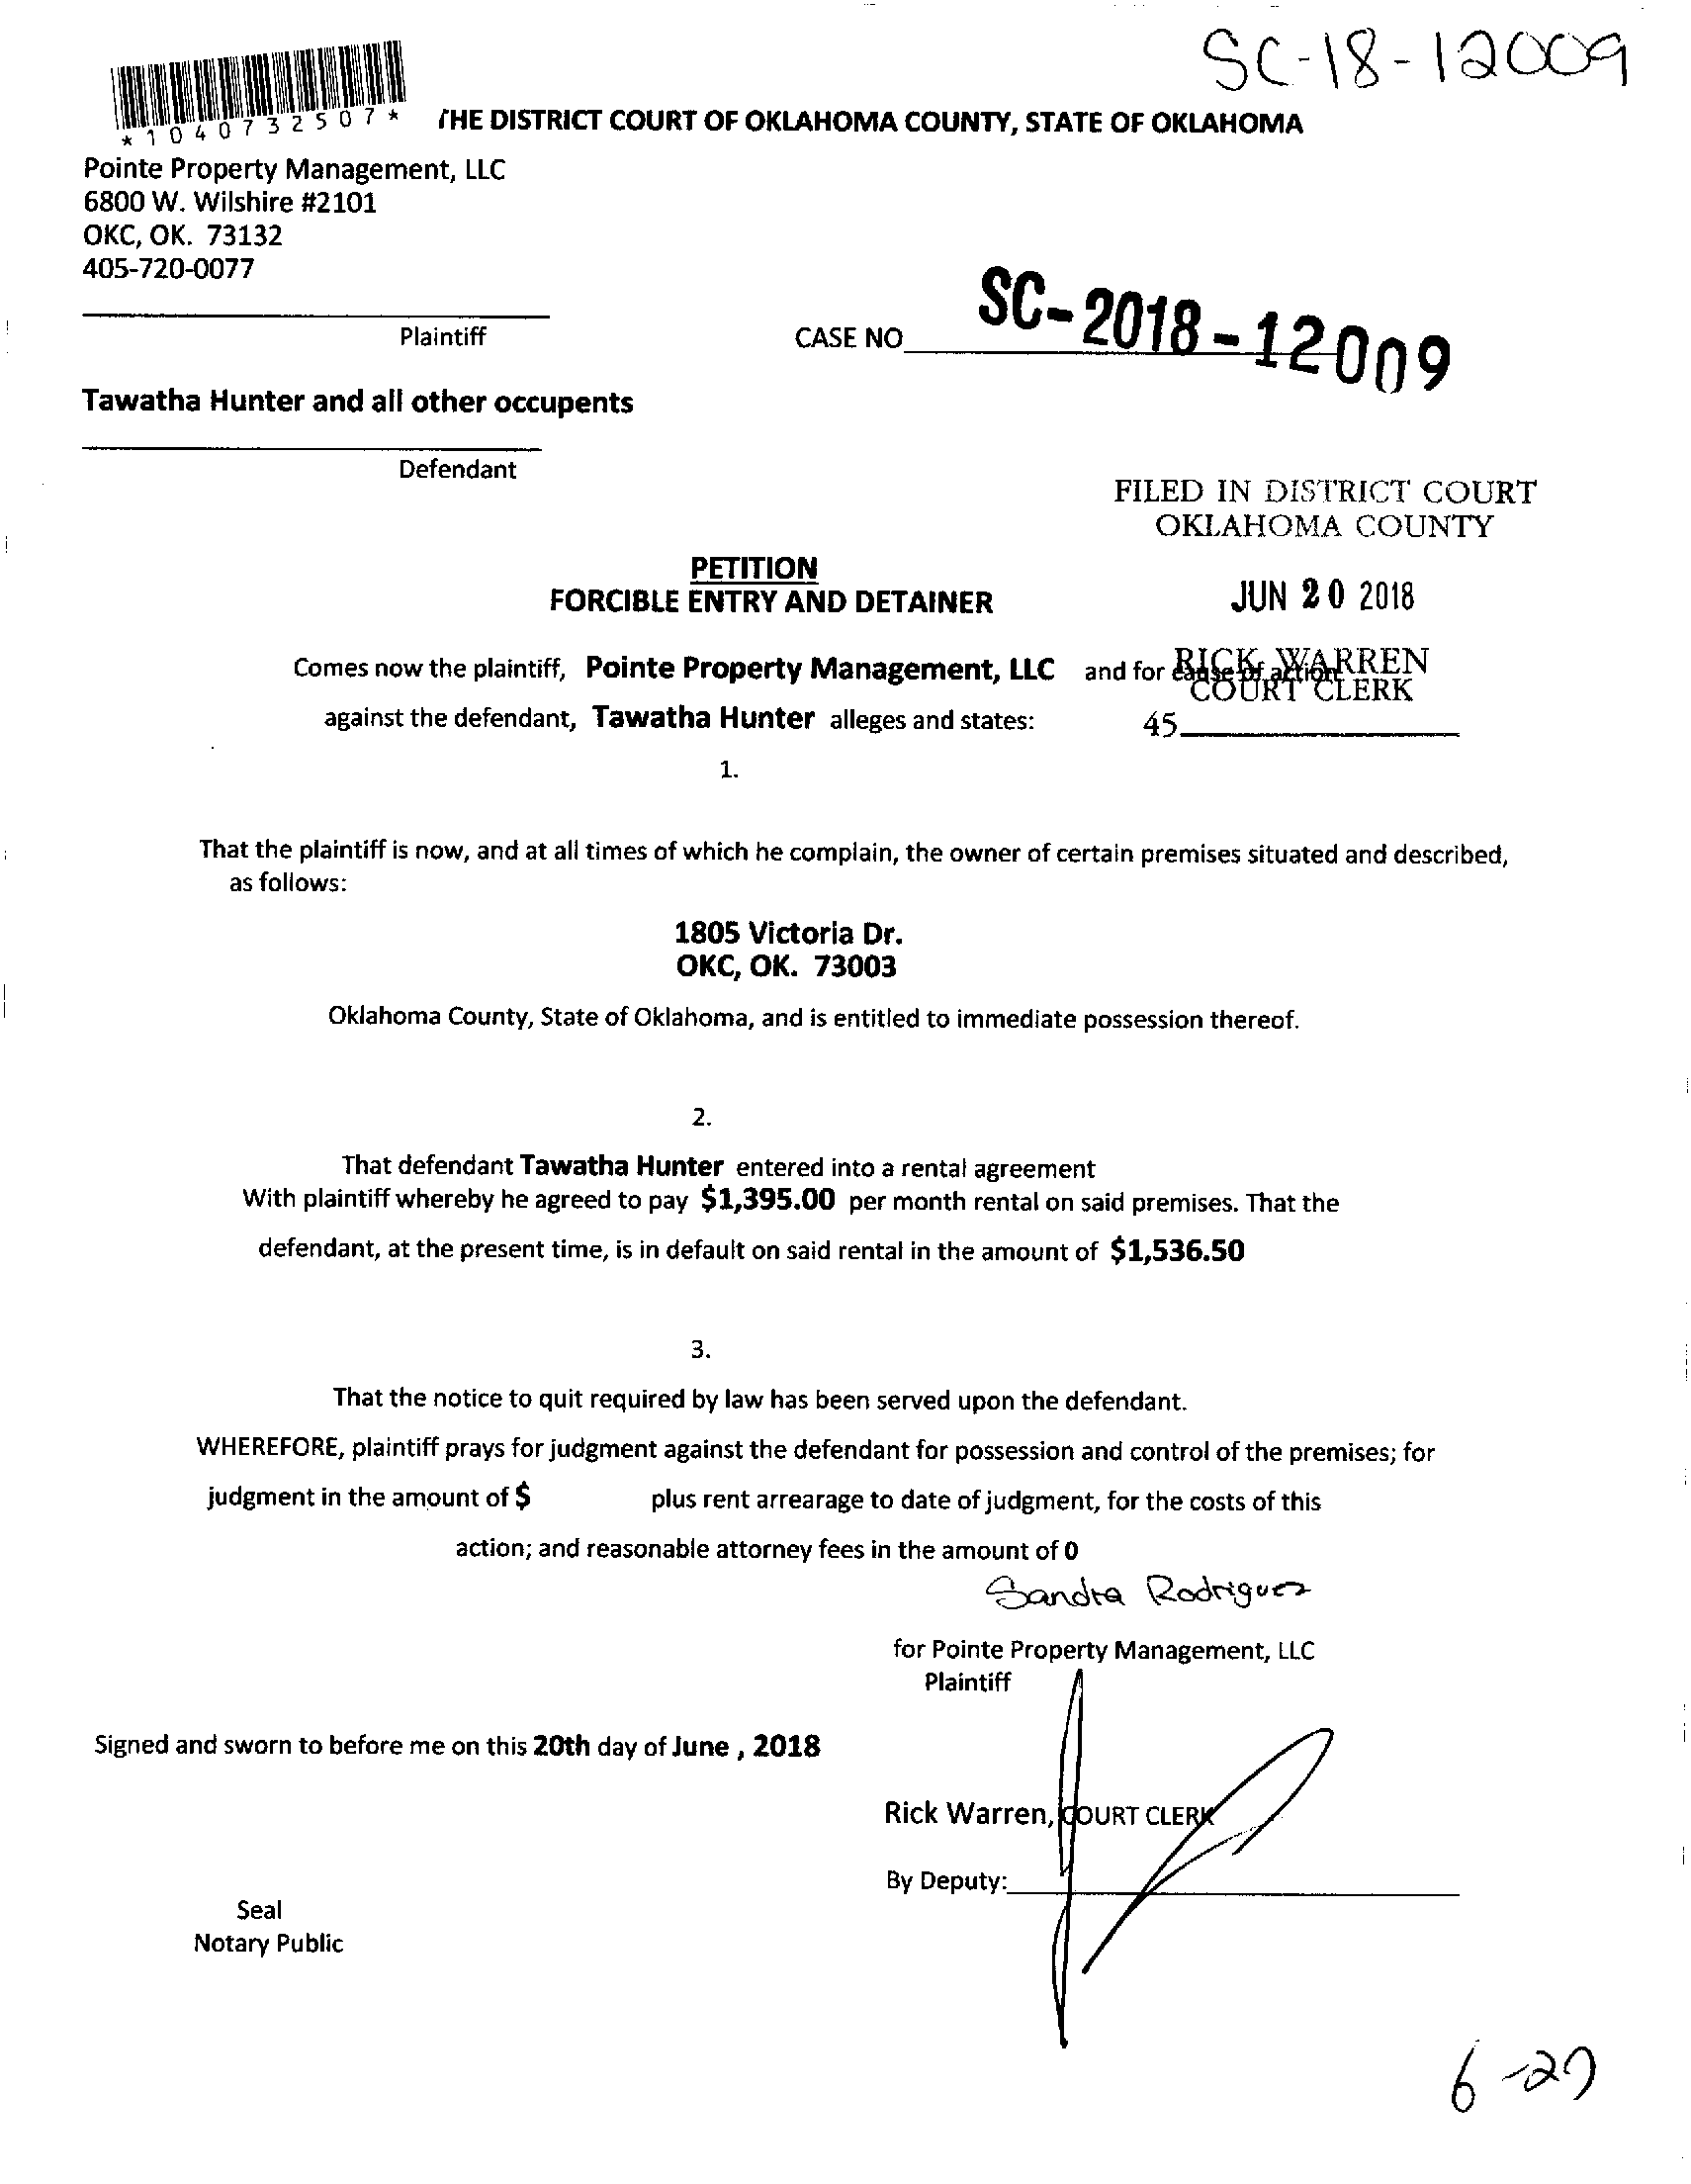 SC-18-12009
*1040732507*
THE DISTRICT COURT OF OKLAHOMA COUNTY, STATE OF OKLAHOMA
Pointe Property Management, LLC
6800 W. Wilshire #2101
OKC, OK. 73132
405-720-0077
Plaintiff
CASE NO. SC-2018-12009
Tawatha Hunter and all other occupents
Defendant
FILED IN DISTRICT COURT
OKLAHOMA COUNTY
PETITION
FORCIBLE ENTRY AND DETAINER
JUN 20 2018
RICK WARREN
COURT CLERK
Comes now the plaintiff, Pointe Property Management, LLC and for cause of action
against the defendant, Tawatha Hunter alleges and states:
45
1.
That the plaintiff is now, and at all times of which he complain, the owner of certain premises situated and described,
as follows:
1805 Victoria Dr.
OKC, OK. 73003
Oklahoma County, State of Oklahoma, and is entitled to immediate possession thereof.
2.
That defendant Tawatha Hunter entered into a rental agreement
With plaintiff whereby he agreed to pay $1,395.00 per month rental on said premises. That the
defendant, at the present time, is in default on said rental in the amount of $1,536.50
3.
That the notice to quit required by law has been served upon the defendant.
WHEREFORE, plaintiff prays for judgment against the defendant for possession and control of the premises; for
judgment in the amount of $ plus rent arrearage to date of judgment, for the costs of this
action; and reasonable attorney fees in the amount of 0
Sandra Rodriguez
for Pointe Property Management, LLC
Plaintiff
Signed and sworn to before me on this 20th day of June , 2018
Rick Warren, COURT CLERK
By Deputy:
Seal
Notary Public
6-27